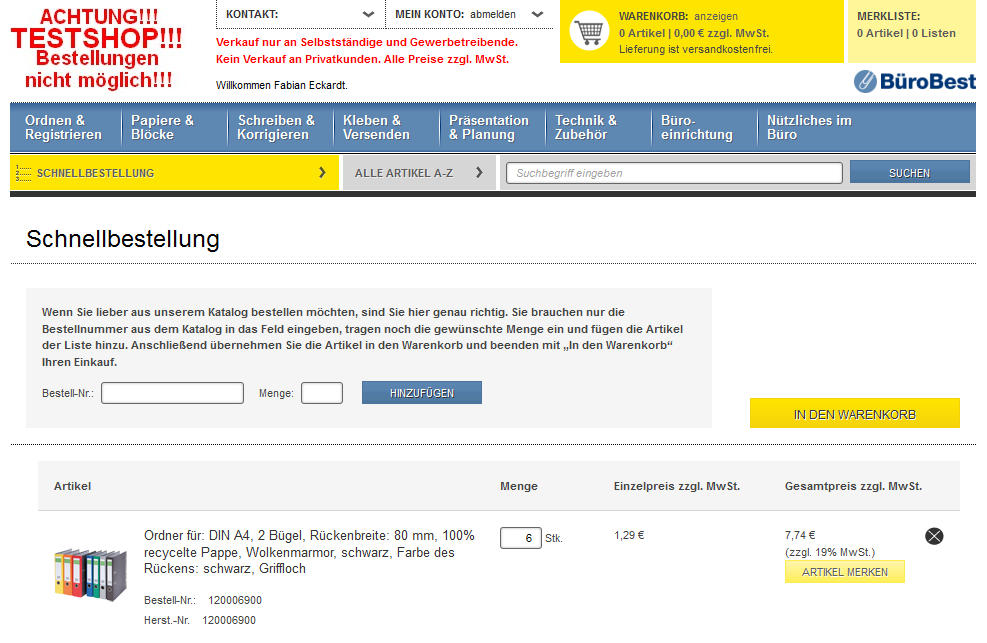 ACHTUNG!!!
TESTSHOP!!!
Bestellungen
nicht möglich!!!
KONTAKT:
MEIN KONTO: abmelden
Verkauf nur an Selbstständige und Gewerbetreibende.
Kein Verkauf an Privatkunden. Alle Preise zzgl. MwSt.
Willkommen Fabian Eckardt.
WARENKORB: anzeigen
0 Artikel | 0,00 € zzgl. MwSt.
Lieferung ist versandkostenfrei.
MERKLISTE:
0 Artikel | 0 Listen
BüroBest
Ordnen &
Registrieren
Papiere &
Blöcke
Schreiben &
Korrigieren
Kleben &
Versenden
Präsentation
& Planung
Technik &
Zubehör
Büro-
einrichtung
Nützliches im
Büro
SCHNELLBESTELLUNG
ALLE ARTIKEL A-Z
Suchbegriff eingeben
SUCHEN
Schnellbestellung
Wenn Sie lieber aus unserem Katalog bestellen möchten, sind Sie hier genau richtig. Sie brauchen nur die
Bestellnummer aus dem Katalog in das Feld eingeben, tragen noch die gewünschte Menge ein und fügen die Artikel
der Liste hinzu. Anschließend übernehmen Sie die Artikel in den Warenkorb und beenden mit „In den Warenkorb“
Ihren Einkauf.
Bestell-Nr.:
Menge:
HINZUFÜGEN
IN DEN WARENKORB
Artikel
Menge
Einzelpreis zzgl. MwSt.
Gesamtpreis zzgl. MwSt.
Ordner für: DIN A4, 2 Bügel, Rückenbreite: 80 mm, 100%
recycelte Pappe, Wolkenmarmor, schwarz, Farbe des
Rückens: schwarz, Griffloch
6 Stk.
1,29 €
7,74 €
(zzgl. 19% MwSt.)
ARTIKEL MERKEN
Bestell-Nr.: 120006900
Herst.-Nr. 120006900